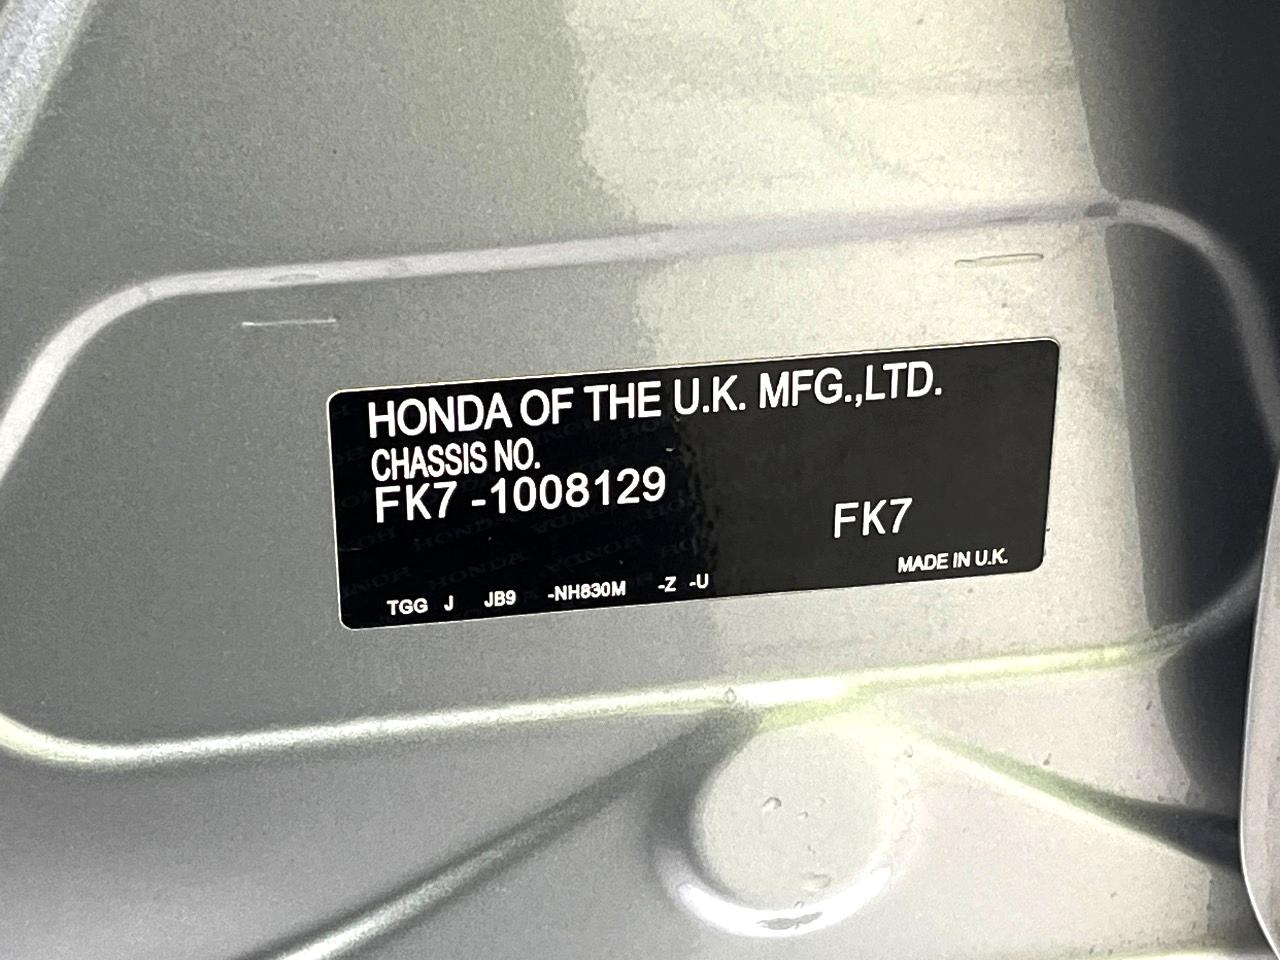 HONDA OF THE U.K. MFG.,LTD.
CHASSIS NO.
FK7 -1008129
FK7
MADE IN U.K.
TGG J JB9 -NH830M -Z -U